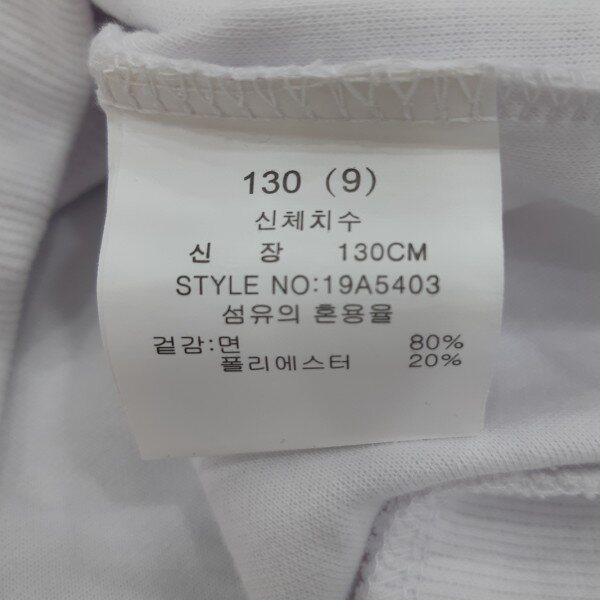 130 (9)
신체치수
신 장 130CM
STYLE NO:19A5403
섬유의 혼용율
겉감:면 80%
폴리에스터 20%